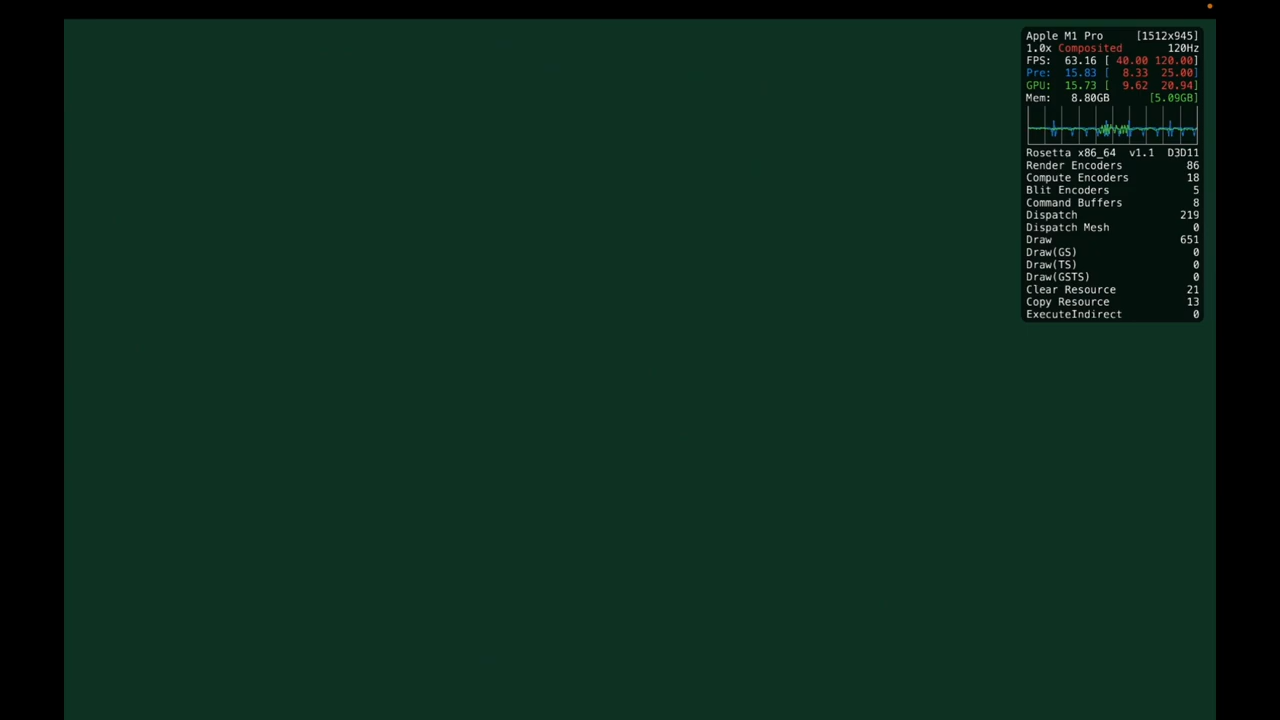 Apple M1 Pro [1512x945]
1.0x Composited 120Hz
FPS: 63.16 [ 40.00 120.00]
Pre: 15.83 [ 8.33 25.00]
GPU: 15.73 [ 9.62 20.94]
Mem: 8.80GB [5.09GB]
Rosetta x86_64 v1.1 D3D11
Render Encoders 86
Compute Encoders 18
Blit Encoders 5
Command Buffers 8
Dispatch 219
Dispatch Mesh 0
Draw 651
Draw(GS) 0
Draw(TS) 0
Draw(GSTS) 0
Clear Resource 21
Copy Resource 13
ExecuteIndirect 0